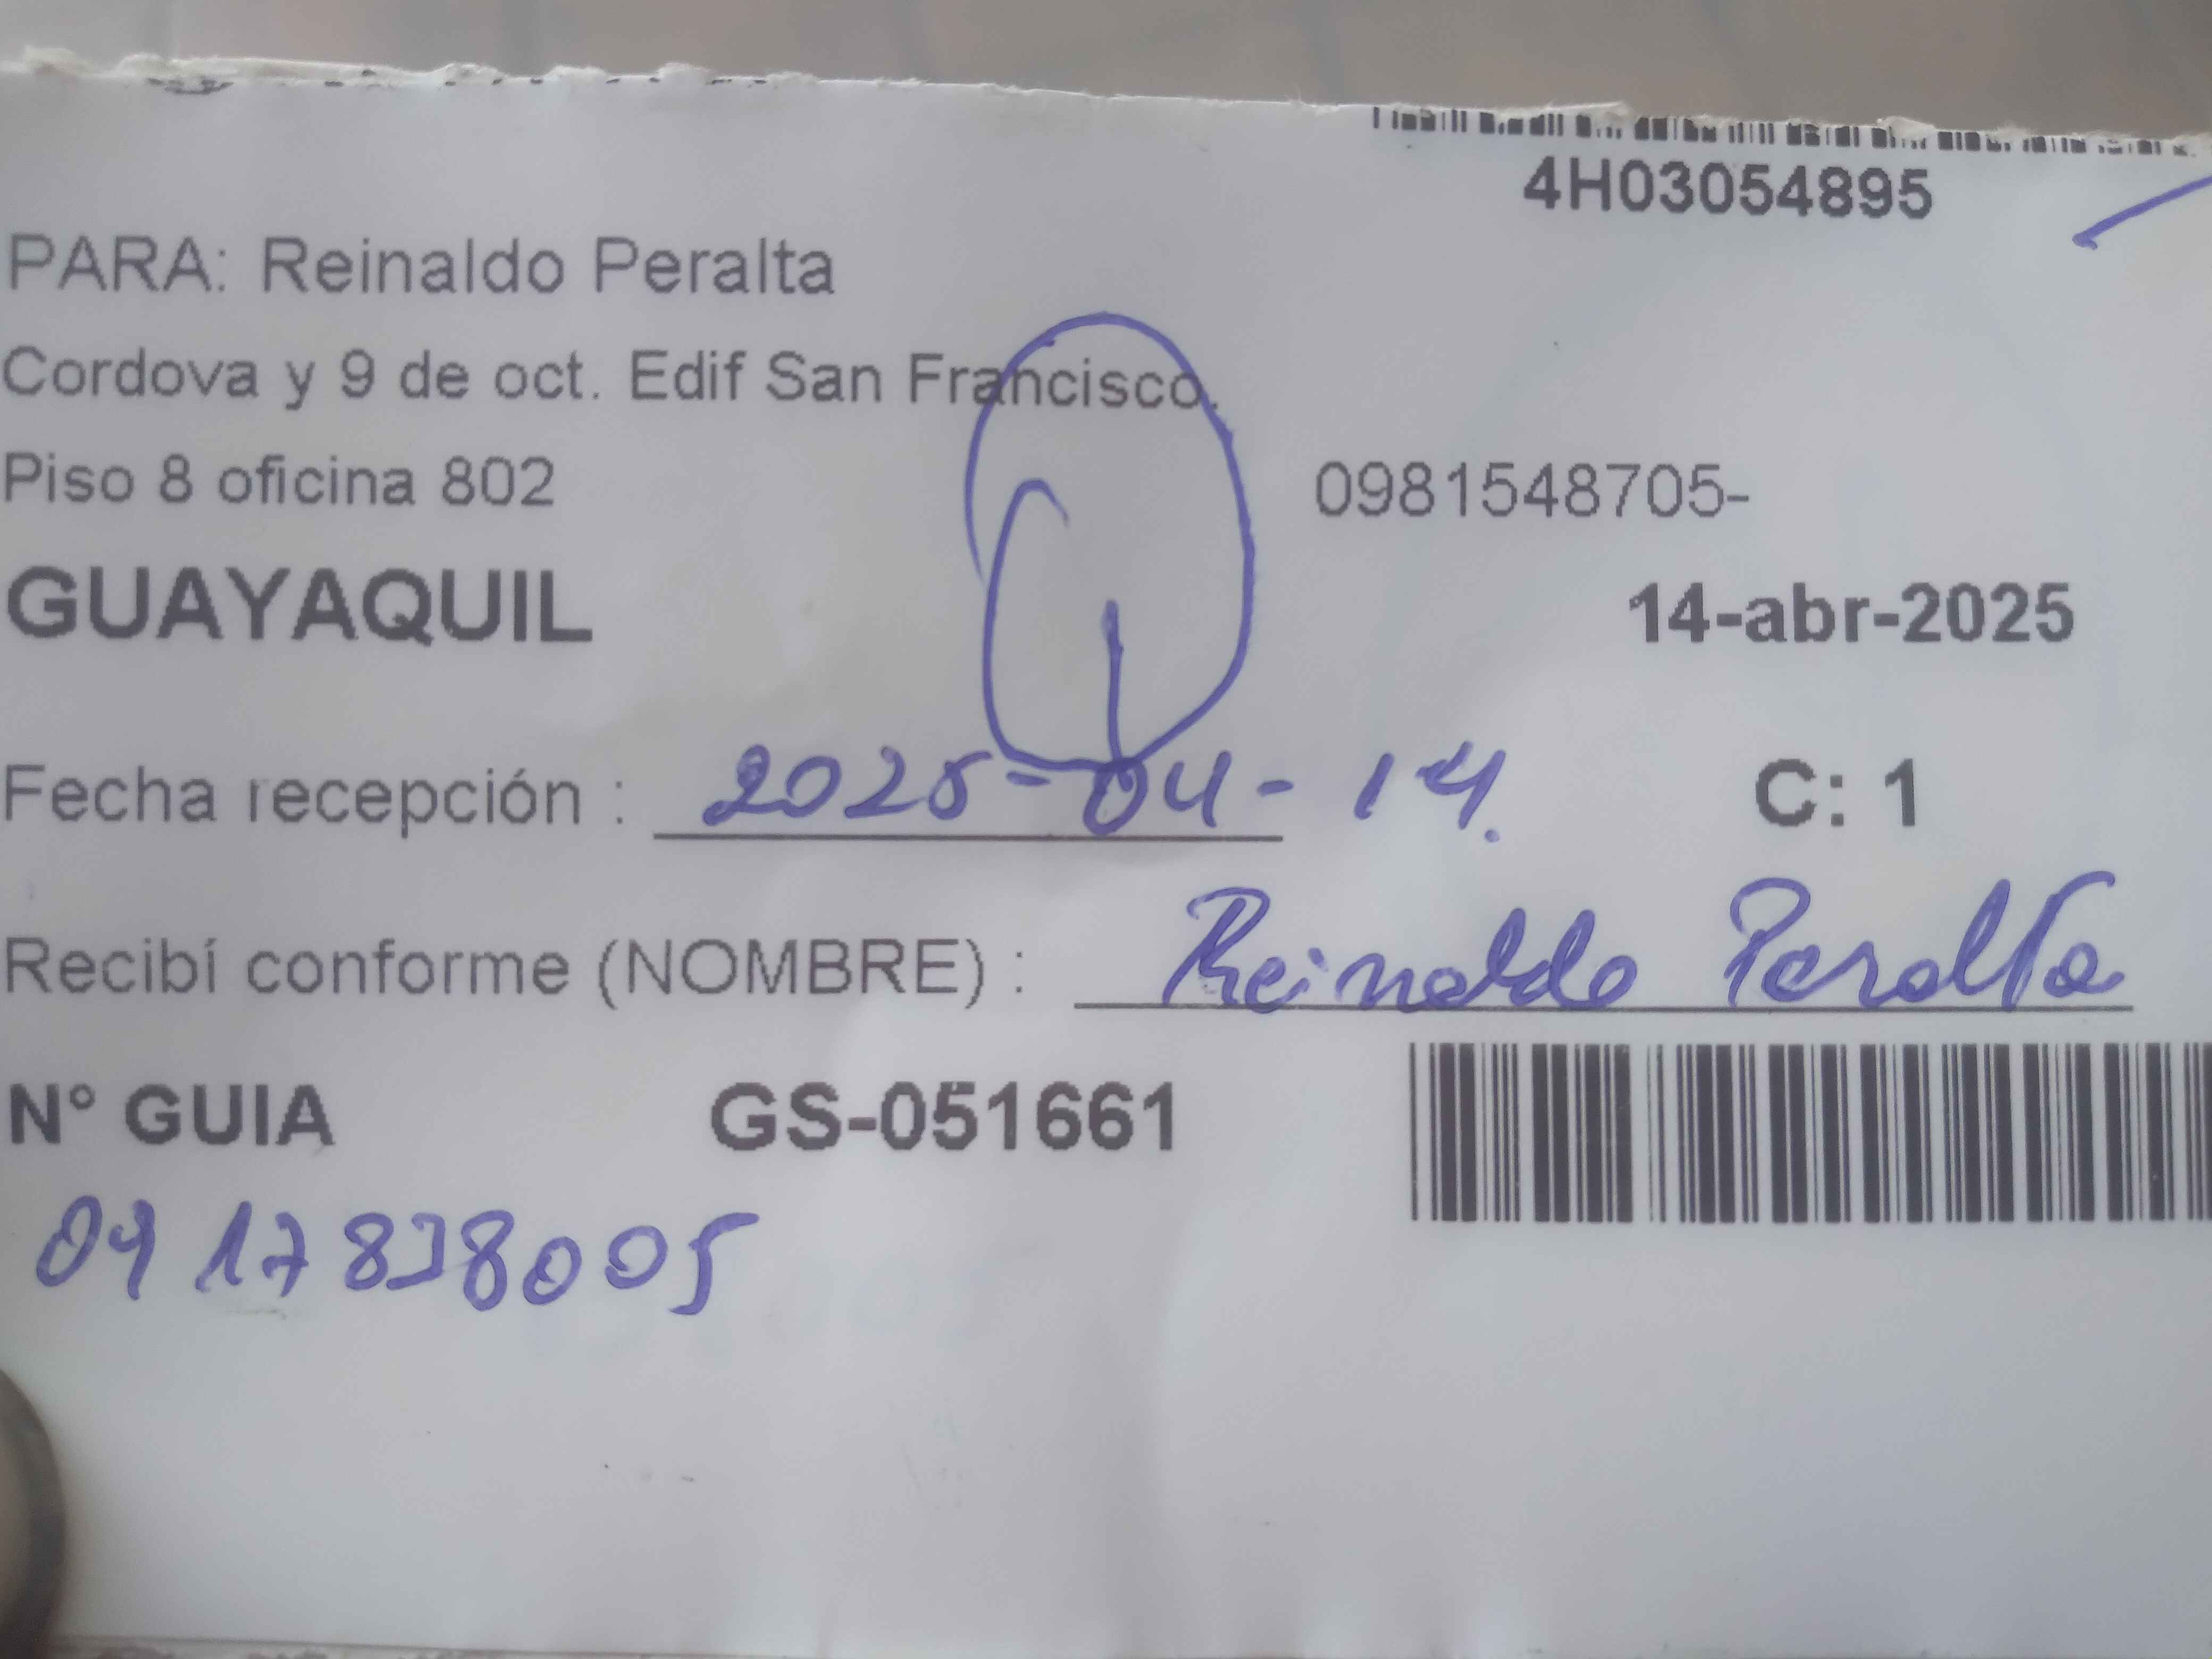 4H03054895
PARA: Reinaldo Peralta
Cordova y 9 de oct. Edif San Francisco.
Piso 8 oficina 802 0981548705-
GUAYAQUIL 14-abr-2025
Fecha recepción : 2025-04-14. C: 1
Recibí conforme (NOMBRE) : Reinaldo Peralta
N° GUIA GS-051661
0917838005